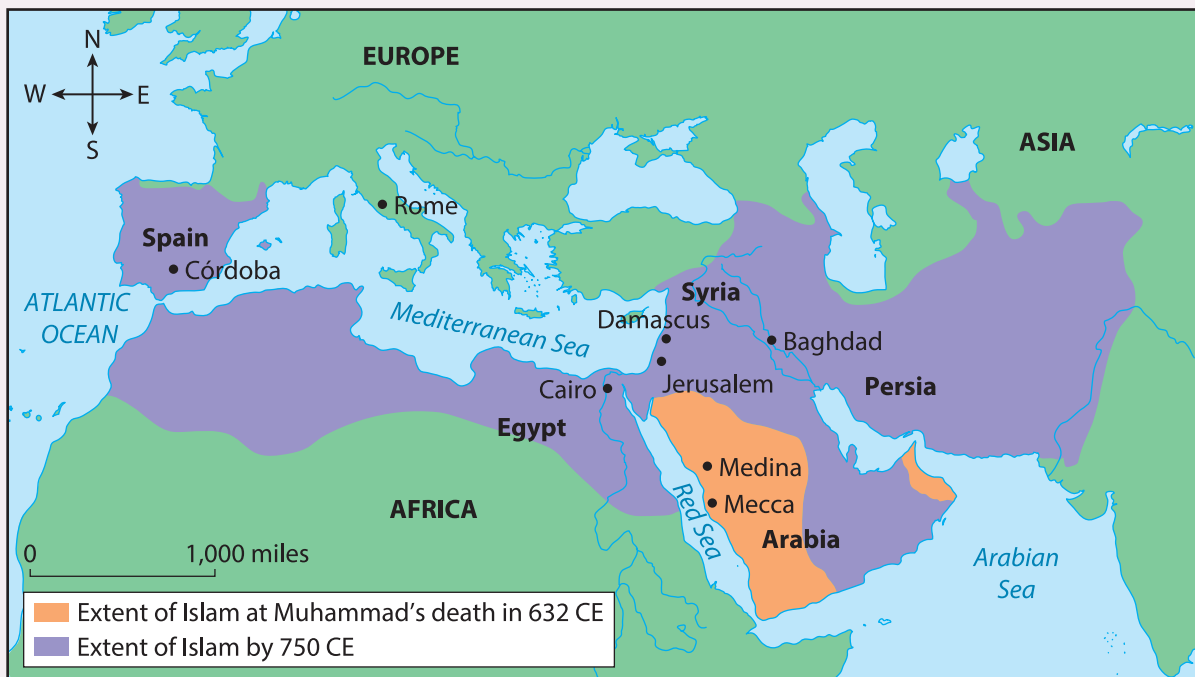 N
W E
S
EUROPE
ASIA
Rome
Spain
Córdoba
ATLANTIC
OCEAN
Mediterranean Sea
Syria
Damascus
Baghdad
Jerusalem
Cairo
Persia
Egypt
Medina
Mecca
Red Sea
AFRICA
Arabia
Arabian
Sea
0 1,000 miles
Extent of Islam at Muhammad's death in 632 CE
Extent of Islam by 750 CE